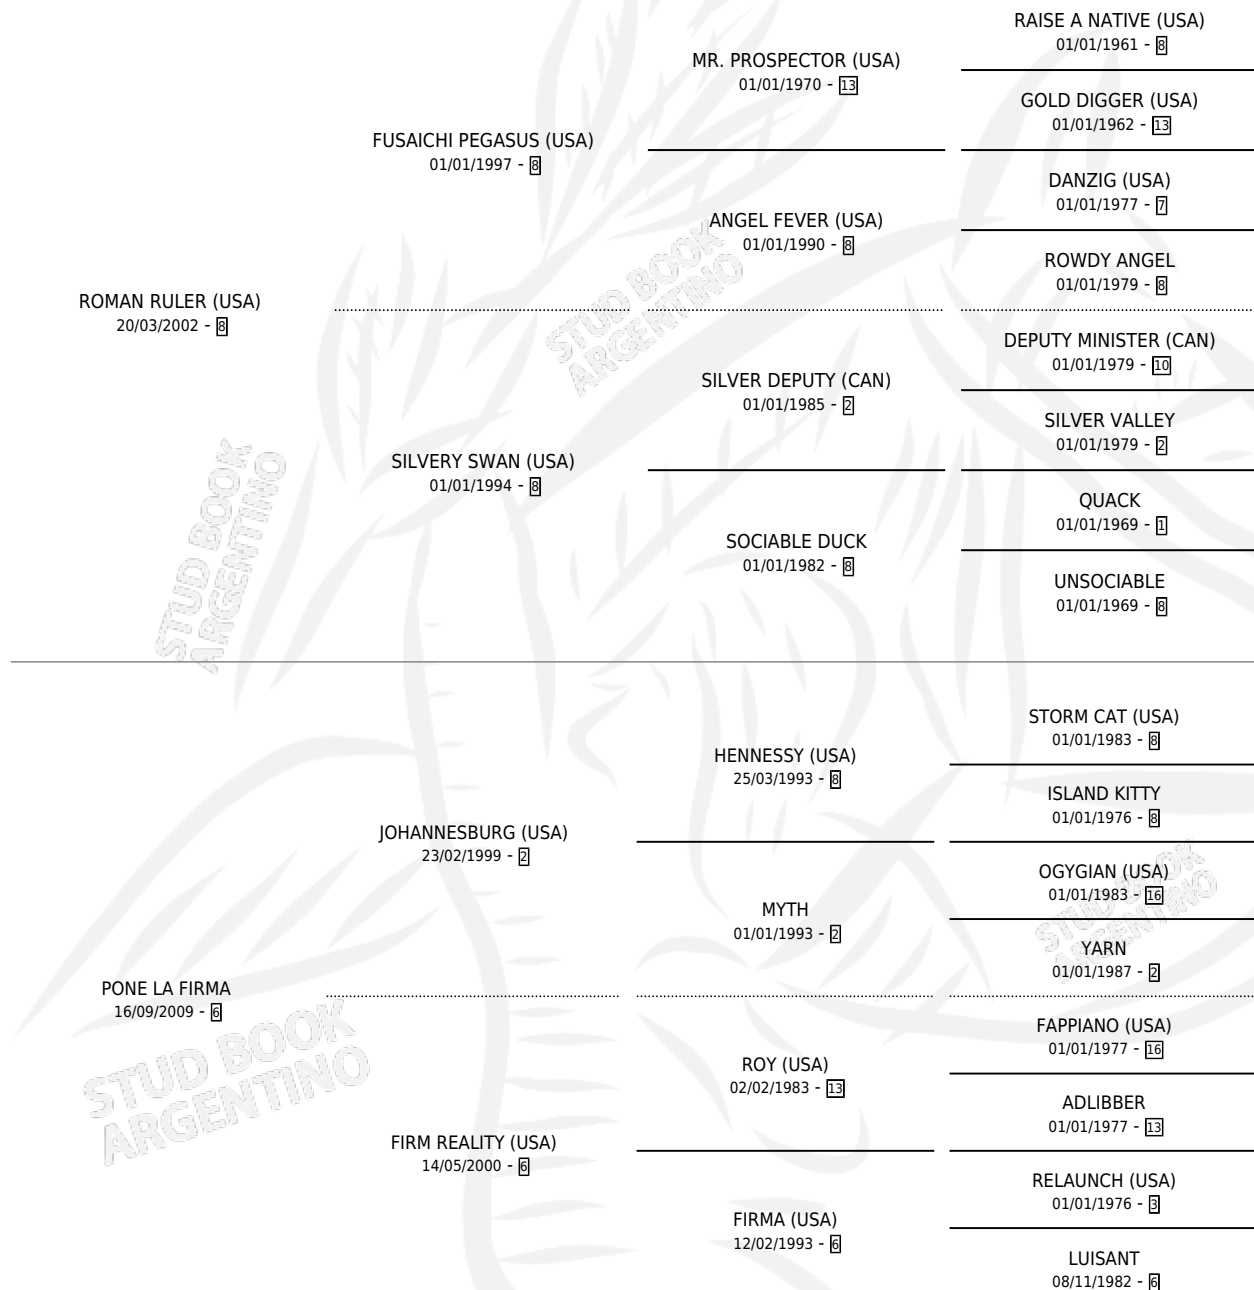 RAISE A NATIVE (USA)
01/01/1961 - 8
MR. PROSPECTOR (USA)
01/01/1970 - 13
GOLD DIGGER (USA)
01/01/1962 - 13
FUSAICHI PEGASUS (USA)
01/01/1997 - 8
DANZIG (USA)
01/01/1977 - 7
ANGEL FEVER (USA)
01/01/1990 - 8
ROWDY ANGEL
01/01/1979 - 8
ROMAN RULER (USA)
20/03/2002 - 8
DEPUTY MINISTER (CAN)
01/01/1979 - 10
SILVER DEPUTY (CAN)
01/01/1985 - 2
SILVER VALLEY
01/01/1979 - 2
SILVERY SWAN (USA)
01/01/1994 - 8
QUACK
01/01/1969 - 1
SOCIABLE DUCK
01/01/1982 - 8
UNSOCIABLE
01/01/1969 - 8
STORM CAT (USA)
01/01/1983 - 8
HENNESSY (USA)
25/03/1993 - 8
ISLAND KITTY
01/01/1976 - 8
JOHANNESBURG (USA)
23/02/1999 - 2
OGYGIAN (USA)
01/01/1983 - 16
MYTH
01/01/1993 - 2
YARN
01/01/1987 - 2
PONE LA FIRMA
16/09/2009 - 6
FAPPIANO (USA)
01/01/1977 - 16
ROY (USA)
02/02/1983 - 13
ADLIBBER
01/01/1977 - 13
FIRM REALITY (USA)
14/05/2000 - 6
RELAUNCH (USA)
01/01/1976 - 3
FIRMA (USA)
12/02/1993 - 6
LUISANT
08/11/1982 - 6
STUD BOOK
ARGENTINO
STUD BOOK
ARGENTINO
STUD BOOK
ARGENTINO
STUD BOOK
ARGENTINO